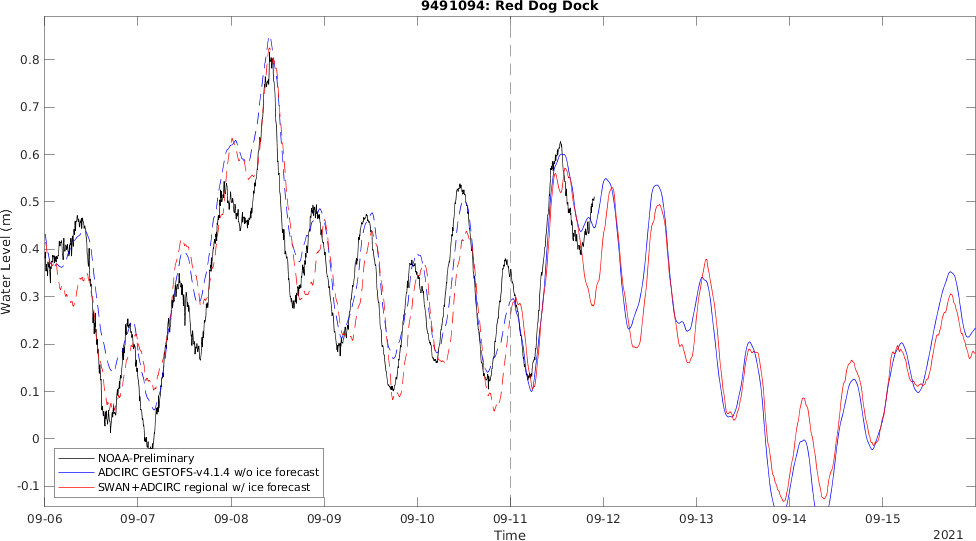 9491094: Red Dog Dock
0.8
0.7
0.6
0.5
0.4
0.3
0.2
0.1
0
-0.1
Water Level (m)
NOAA-Preliminary
ADCIRC GESTOFS-v4.1.4 w/o ice forecast
SWAN+ADCIRC regional w/ ice forecast
09-06 09-07 09-08 09-09 09-10 09-11 09-12 09-13 09-14 09-15
Time
2021